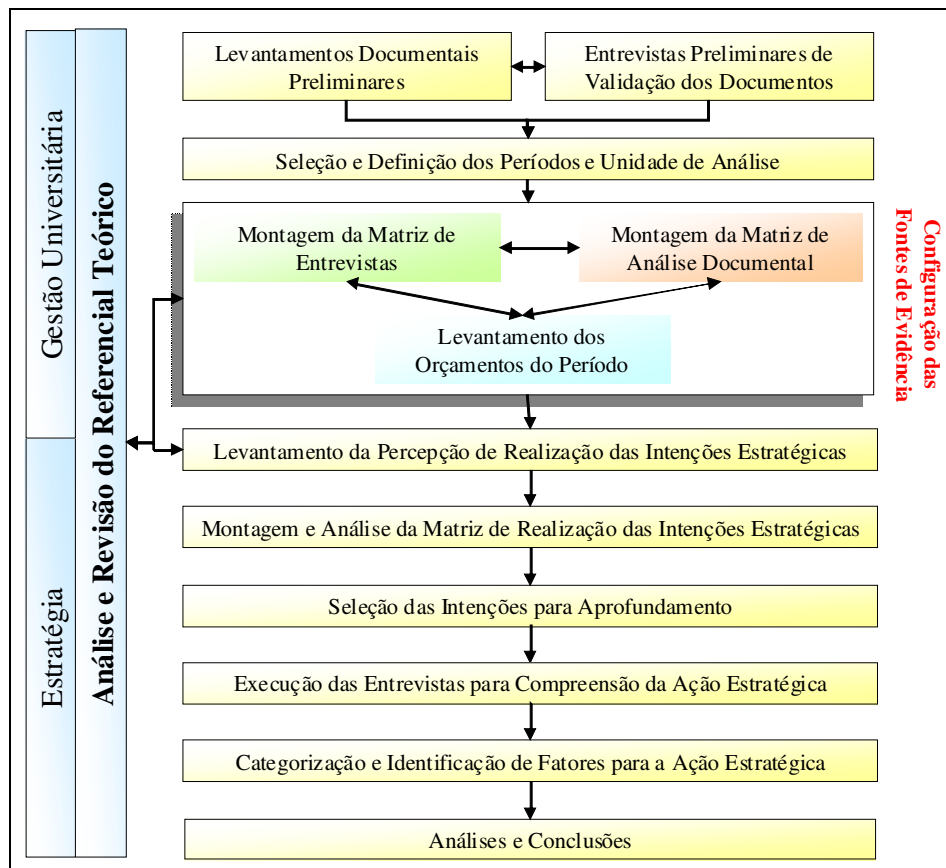 Gestão Universitária
Estratégia
Análise e Revisão do Referencial Teórico
Levantamentos Documentais
Preliminares
Entrevistas Preliminares de
Validação dos Documentos
Seleção e Definição dos Períodos e Unidade de Análise
Montagem da Matriz de
Entrevistas
Montagem da Matriz de
Análise Documental
Levantamento dos
Orçamentos do Período
Configuração das
Fontes de Evidência
Levantamento da Percepção de Realização das Intenções Estratégicas
Montagem e Análise da Matriz de Realização das Intenções Estratégicas
Seleção das Intenções para Aprofundamento
Execução das Entrevistas para Compreensão da Ação Estratégica
Categorização e Identificação de Fatores para a Ação Estratégica
Análises e Conclusões